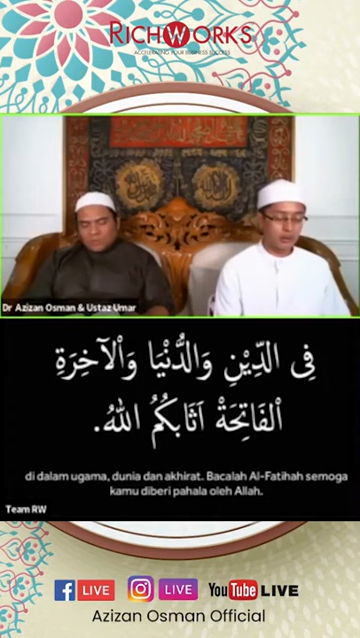 RICHWORKS
ACCELERATING YOUR BUSINESS SUCCESS
Dr Azizan Osman & Ustaz Umar
فِى الدِّيْنِ وَالدُّنْيَا وَاْلآخِرَةِ
اَلْفَاتِحَةْ اَثَابَكُمُ اللهُ.
di dalam ugama, dunia dan akhirat. Bacalah Al-Fatihah semoga
kamu diberi pahala oleh Allah.
Team RW
LIVE LIVE YouTube LIVE
Azizan Osman Official